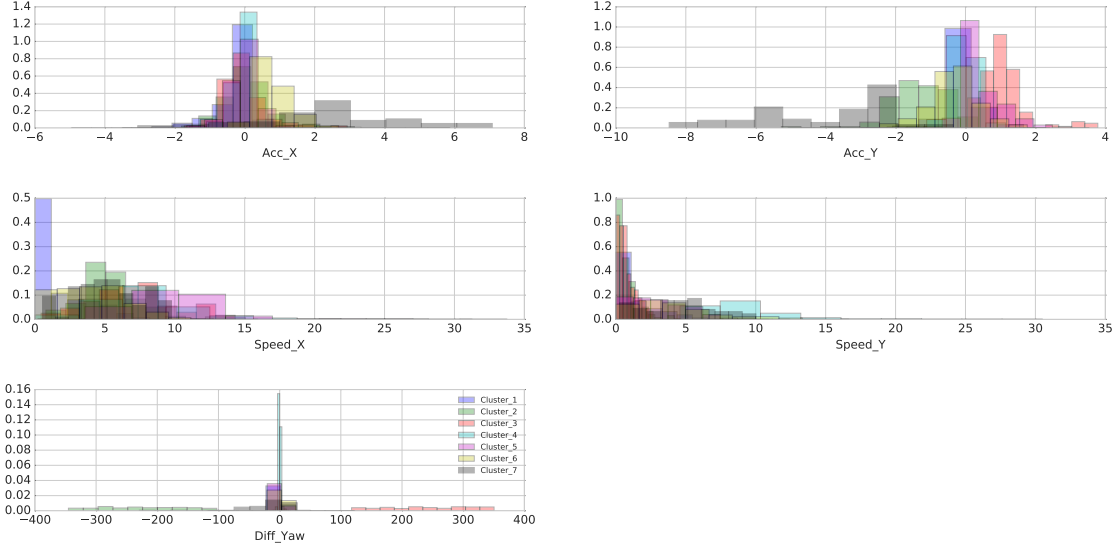 1.4
1.2
1.0
0.8
0.6
0.4
0.2
0.0
−6 −4 −2 0 2 4 6 8
Acc_X
1.2
1.0
0.8
0.6
0.4
0.2
0.0
−10 −8 −6 −4 −2 0 2 4
Acc_Y
0.5
0.4
0.3
0.2
0.1
0.0
0 5 10 15 20 25 30 35
Speed_X
1.0
0.8
0.6
0.4
0.2
0.0
0 5 10 15 20 25 30 35
Speed_Y
0.16
0.14
0.12
0.10
0.08
0.06
0.04
0.02
0.00
−400 −300 −200 −100 0 100 200 300 400
Diff_Yaw
Cluster_1
Cluster_2
Cluster_3
Cluster_4
Cluster_5
Cluster_6
Cluster_7